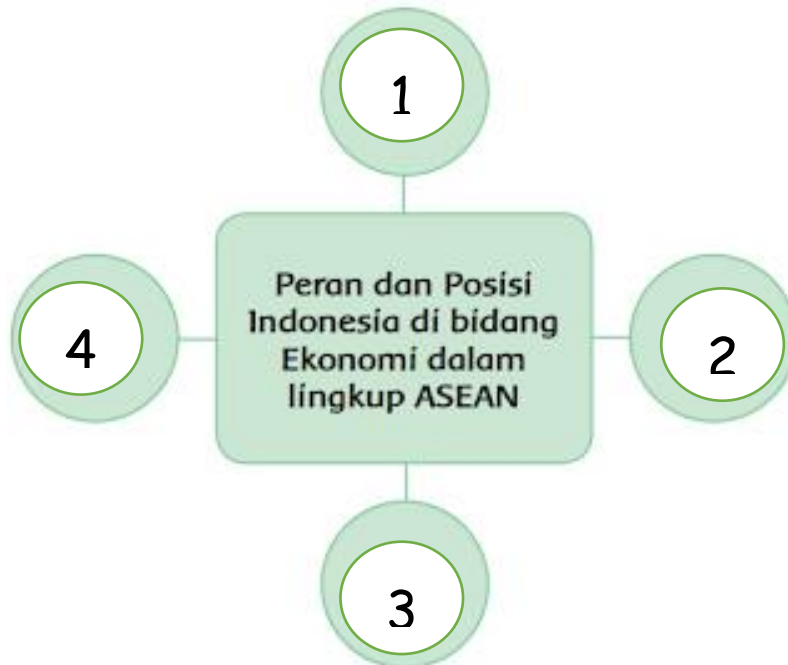 1
Peran dan Posisi
Indonesia di bidang
Ekonomi dalam
lingkup ASEAN
4
2
3